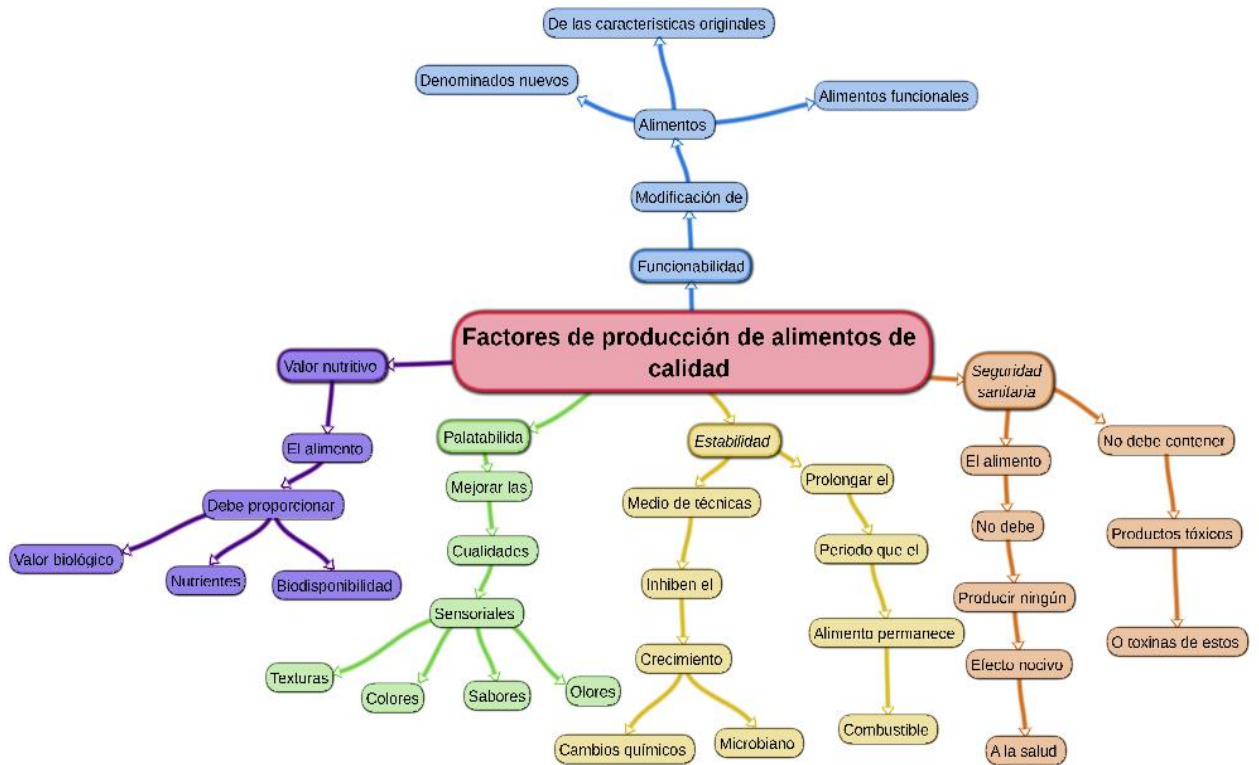 De las características originales
Denominados nuevos
Alimentos funcionales
Alimentos
Modificación de
Funcionabilidad
Factores de producción de alimentos de
calidad
Valor nutritivo
El alimento
Debe proporcionar
Valor biológico
Nutrientes
Biodisponibilidad
Palatabilida
Mejorar las
Cualidades
Sensoriales
Texturas
Colores
Sabores
Olores
Estabilidad
Medio de técnicas
Inhiben el
Crecimiento
Cambios químicos
Microbiano
Prolongar el
Periodo que el
Alimento permanece
Combustible
Seguridad
sanitaria
El alimento
No debe
Producir ningún
Efecto nocivo
A la salud
No debe contener
Productos tóxicos
O toxinas de estos